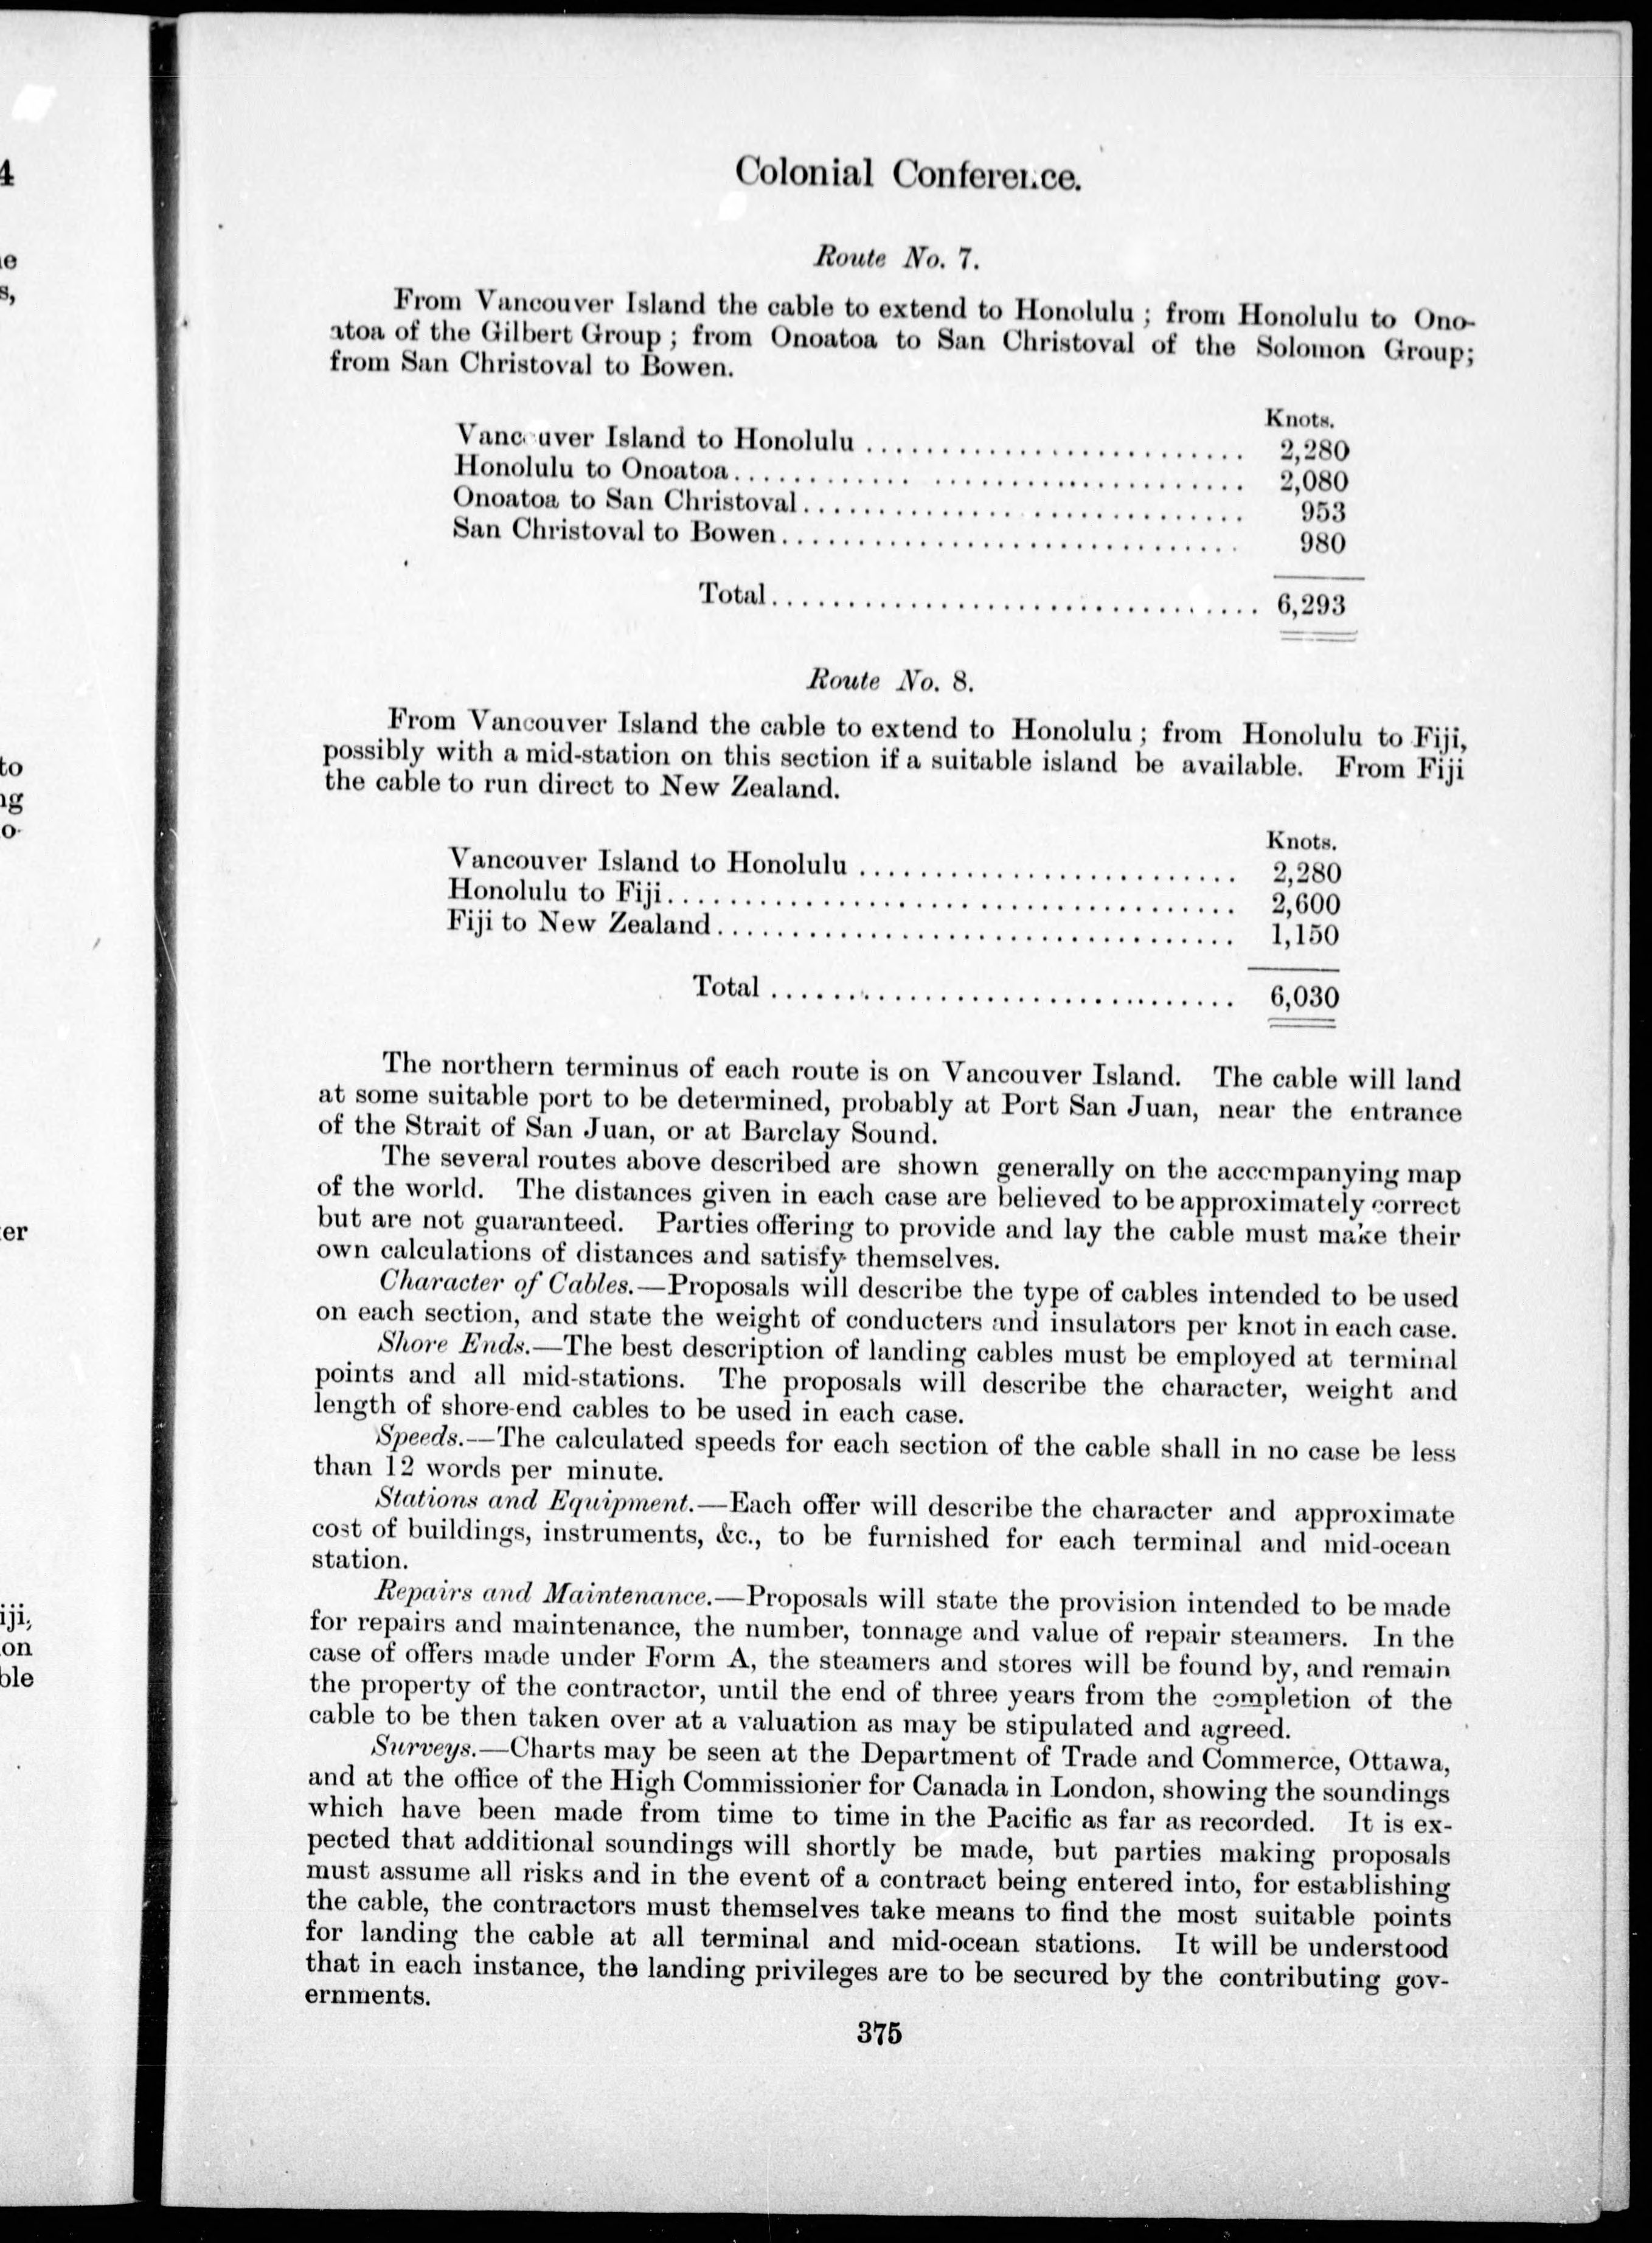 Colonial Conference.
Route No. 7.
From Vancouver Island the cable to extend to Honolulu ; from Honolulu to Ono-
atoa of the Gilbert Group ; from Onoatoa to San Christoval of the Solomon Group;
from San Christoval to Bowen.
Knots.
Vancouver Island to Honolulu .......................... 2,280
Honolulu to Onoatoa.................................. 2,080
Onoatoa to San Christoval............................. 953
San Christoval to Bowen............................... 980
Total................................ 6,293
Route No. 8.
From Vancouver Island the cable to extend to Honolulu ; from Honolulu to Fiji,
possibly with a mid-station on this section if a suitable island be available. From Fiji
the cable to run direct to New Zealand.
Knots.
Vancouver Island to Honolulu .......................... 2,280
Honolulu to Fiji....................................... 2,600
Fiji to New Zealand................................... 1,150
Total ............................... 6,030
The northern terminus of each route is on Vancouver Island. The cable will land
at some suitable port to be determined, probably at Port San Juan, near the entrance
of the Strait of San Juan, or at Barclay Sound.
The several routes above described are shown generally on the accompanying map
of the world. The distances given in each case are believed to be approximately correct
but are not guaranteed. Parties offering to provide and lay the cable must make their
own calculations of distances and satisfy themselves.
Character of Cables.—Proposals will describe the type of cables intended to be used
on each section, and state the weight of conducters and insulators per knot in each case.
Shore Ends.—The best description of landing cables must be employed at terminal
points and all mid-stations. The proposals will describe the character, weight and
length of shore-end cables to be used in each case.
Speeds.—The calculated speeds for each section of the cable shall in no case be less
than 12 words per minute.
Stations and Equipment.—Each offer will describe the character and approximate
cost of buildings, instruments, &c., to be furnished for each terminal and mid-ocean
station.
Repairs and Maintenance.—Proposals will state the provision intended to be made
for repairs and maintenance, the number, tonnage and value of repair steamers. In the
case of offers made under Form A, the steamers and stores will be found by, and remain
the property of the contractor, until the end of three years from the completion of the
cable to be then taken over at a valuation as may be stipulated and agreed.
Surveys.—Charts may be seen at the Department of Trade and Commerce, Ottawa,
and at the office of the High Commissioner for Canada in London, showing the soundings
which have been made from time to time in the Pacific as far as recorded. It is ex-
pected that additional soundings will shortly be made, but parties making proposals
must assume all risks and in the event of a contract being entered into, for establishing
the cable, the contractors must themselves take means to find the most suitable points
for landing the cable at all terminal and mid-ocean stations. It will be understood
that in each instance, the landing privileges are to be secured by the contributing gov-
ernments.
375